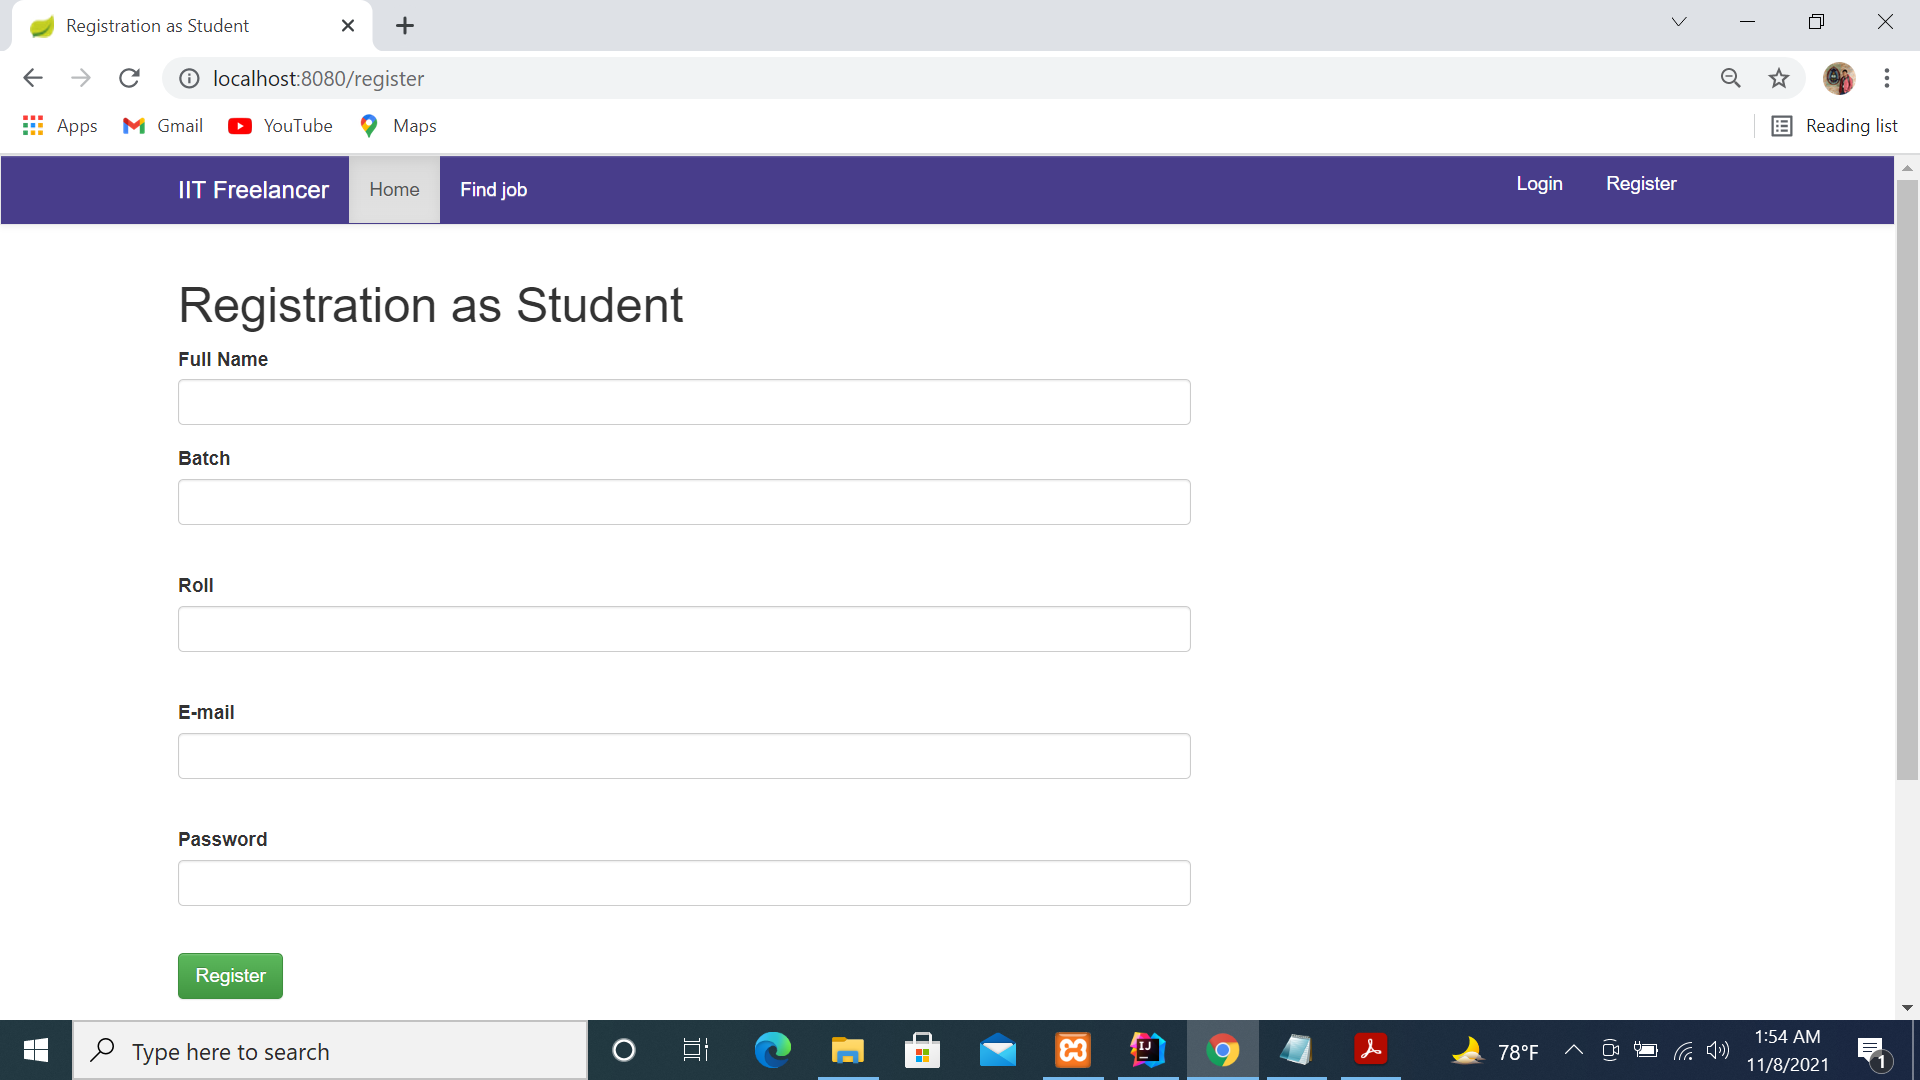 Registration as Student
localhost:8080/register
Apps Gmail YouTube Maps Reading list
IIT Freelancer Home Find job Login Register
Registration as Student
Full Name
Batch
Roll
E-mail
Password
Register
Type here to search
78°F
1:54 AM
11/8/2021
1